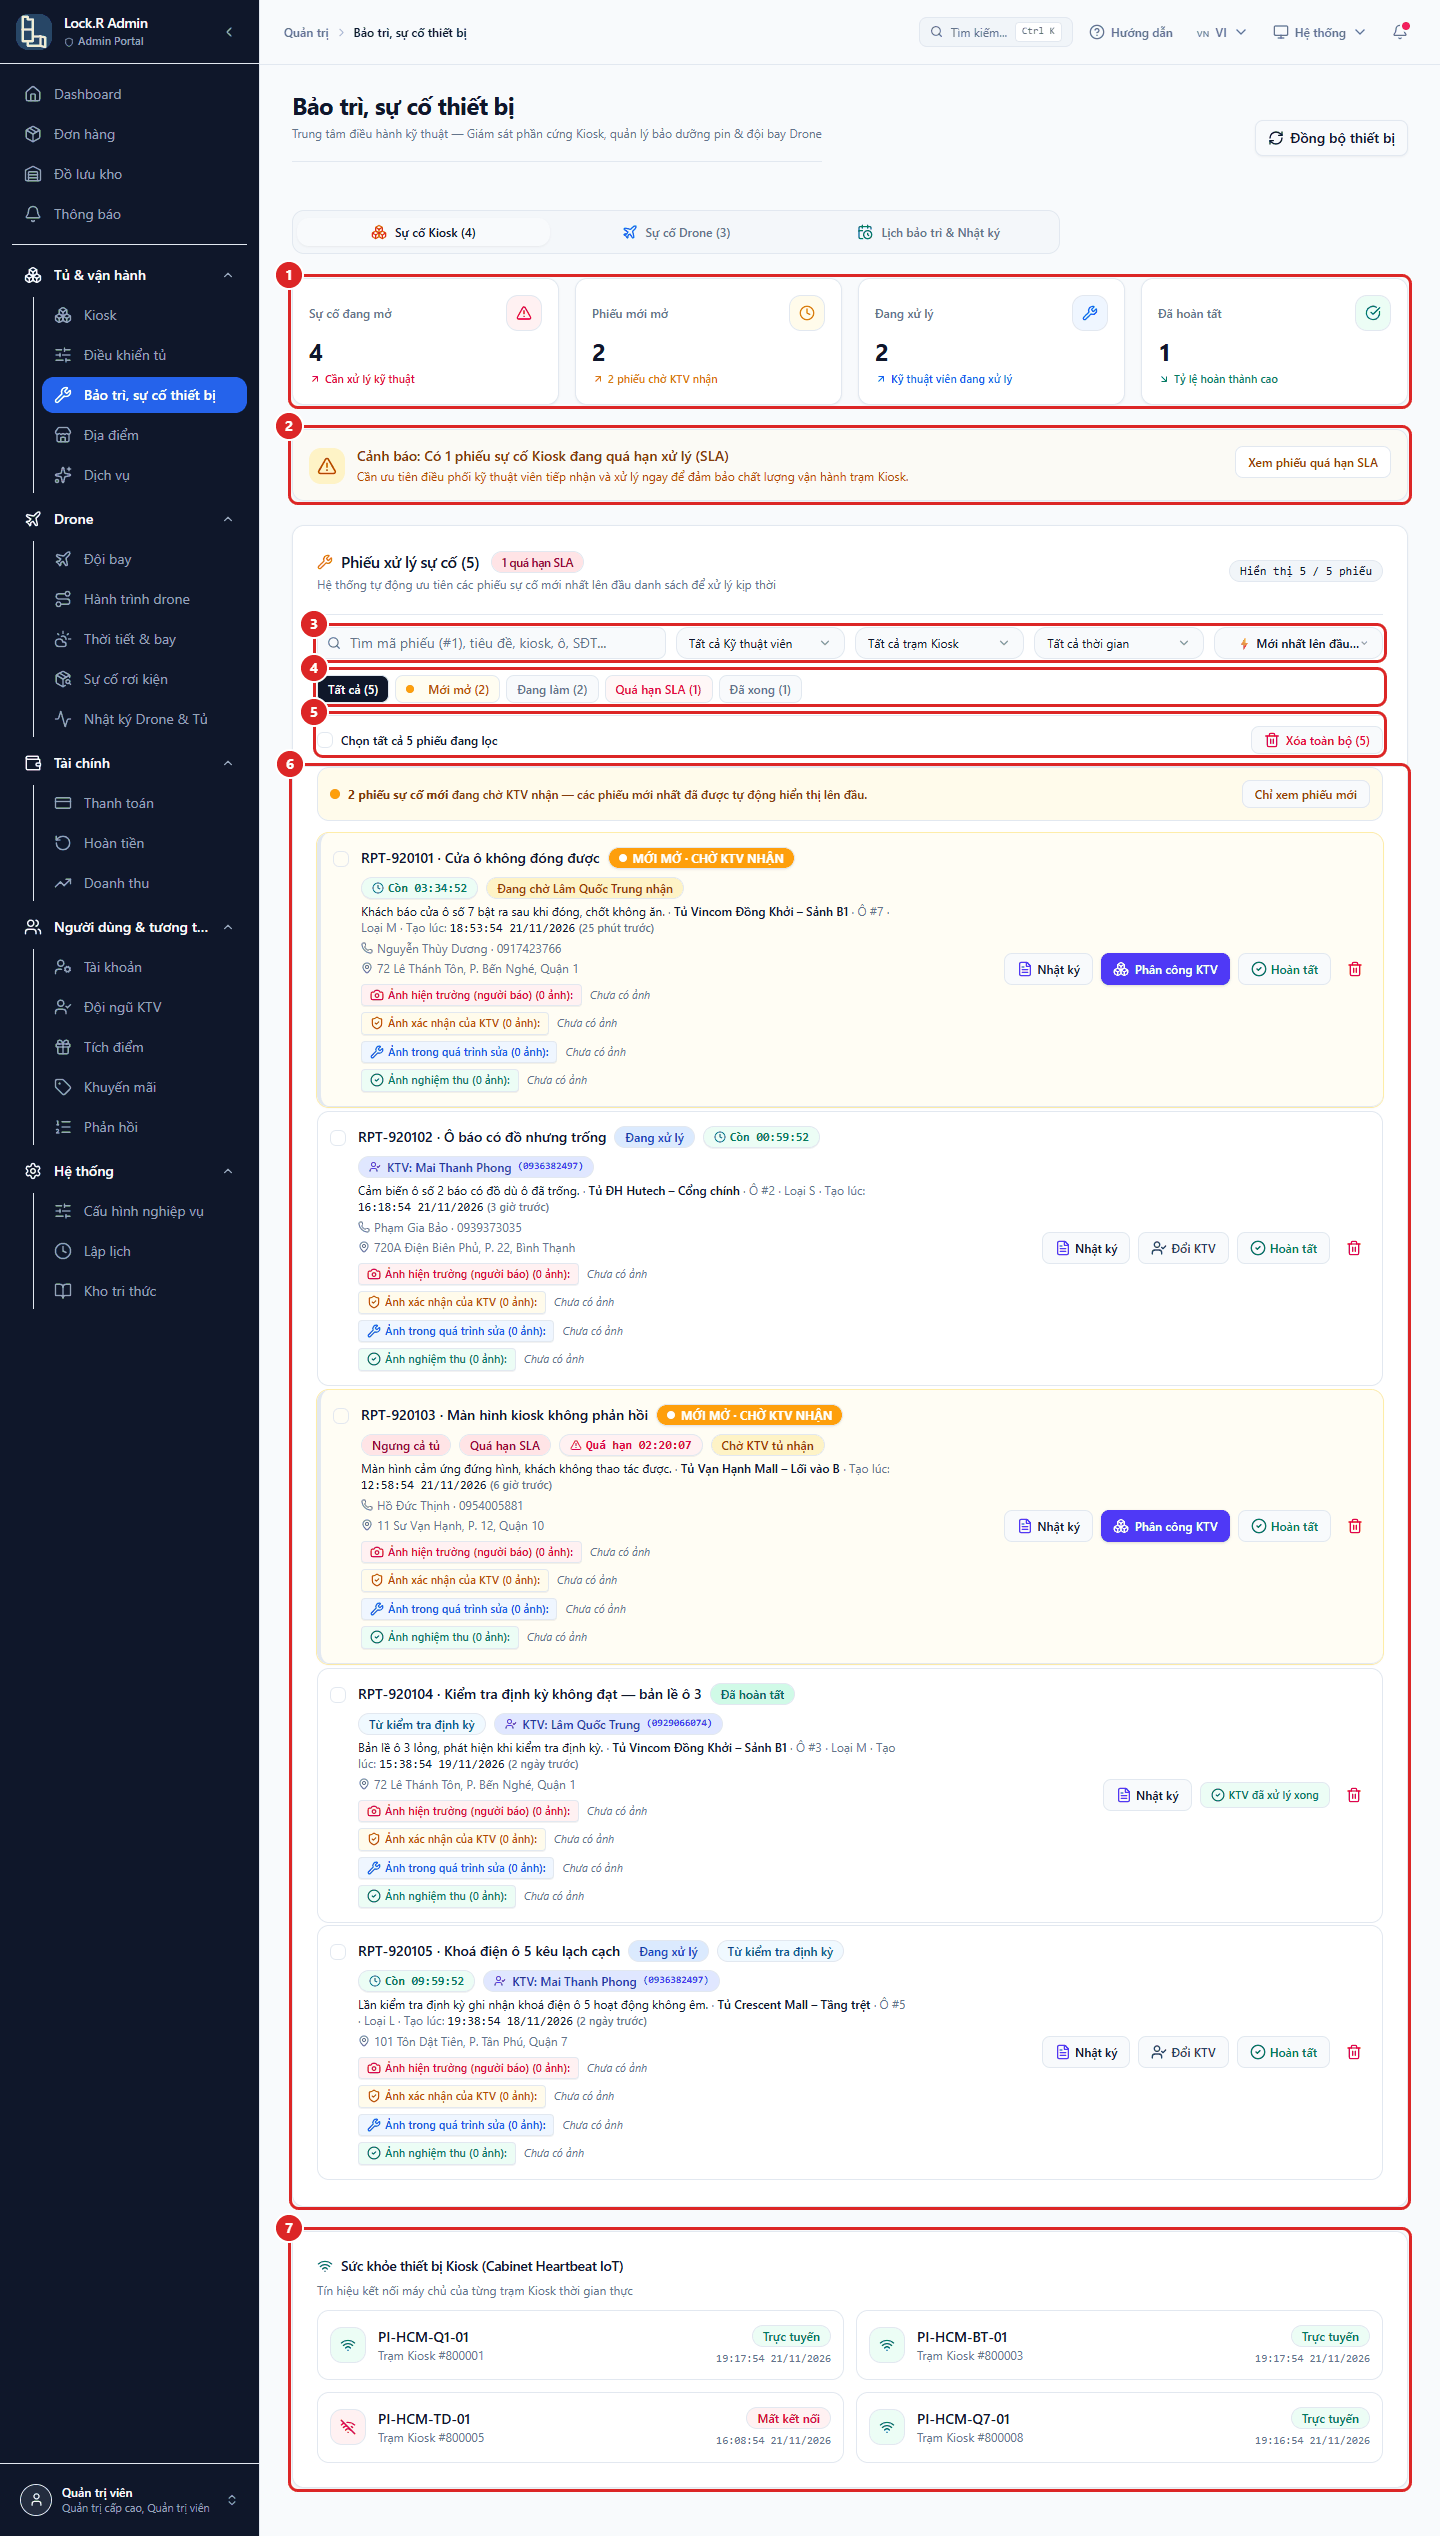 Lock.R Admin
Admin Portal
Dashboard
Đơn hàng
Đồ lưu kho
Thông báo
Tủ & vận hành
Kiosk
Điều khiển tủ
Bảo trì, sự cố thiết bị
Địa điểm
Dịch vụ
Drone
Đội bay
Hành trình drone
Thời tiết & bay
Sự cố rơi kiện
Nhật ký Drone & Tủ
Tài chính
Thanh toán
Hoàn tiền
Doanh thu
Người dùng & tương t...
Tài khoản
Đội ngũ KTV
Tích điểm
Khuyến mãi
Phản hồi
Hệ thống
Cấu hình nghiệp vụ
Lập lịch
Kho tri thức
Quản trị viên
Quản trị cấp cao, Quản trị viên
Quản trị > Bảo trì, sự cố thiết bị
Tìm kiếm... Ctrl K
Hướng dẫn
VN VI
Hệ thống
Bảo trì, sự cố thiết bị
Trung tâm điều hành kỹ thuật — Giám sát phần cứng Kiosk, quản lý bảo dưỡng pin & đội bay Drone
Đồng bộ thiết bị
Sự cố Kiosk (4)
Sự cố Drone (3)
Lịch bảo trì & Nhật ký
1
Sự cố đang mở
4
Cần xử lý kỹ thuật
Phiếu mới mở
2
2 phiếu chờ KTV nhận
Đang xử lý
2
Kỹ thuật viên đang xử lý
Đã hoàn tất
1
Tỷ lệ hoàn thành cao
2
Cảnh báo: Có 1 phiếu sự cố Kiosk đang quá hạn xử lý (SLA)
Cần ưu tiên điều phối kỹ thuật viên tiếp nhận và xử lý ngay để đảm bảo chất lượng vận hành trạm Kiosk.
Xem phiếu quá hạn SLA
Phiếu xử lý sự cố (5) 1 quá hạn SLA
Hệ thống tự động ưu tiên các phiếu sự cố mới nhất lên đầu danh sách để xử lý kịp thời
Hiển thị 5 / 5 phiếu
3
Tìm mã phiếu (#1), tiêu đề, kiosk, ô, SĐT...
Tất cả Kỹ thuật viên
Tất cả trạm Kiosk
Tất cả thời gian
Mới nhất lên đầu...
4
Tất cả (5)
Mới mở (2)
Đang làm (2)
Quá hạn SLA (1)
Đã xong (1)
5
Chọn tất cả 5 phiếu đang lọc
Xóa toàn bộ (5)
6
2 phiếu sự cố mới đang chờ KTV nhận — các phiếu mới nhất đã được tự động hiển thị lên đầu.
Chỉ xem phiếu mới
RPT-920101 · Cửa ô không đóng được MỚI MỞ · CHỜ KTV NHẬN
Còn 03:34:52 Đang chờ Lâm Quốc Trung nhận
Khách báo cửa ô số 7 bật ra sau khi đóng, chốt không ăn. · Tủ Vincom Đồng Khởi – Sảnh B1 · Ô #7 ·
Loại M · Tạo lúc: 18:53:54 21/11/2026 (25 phút trước)
Nguyễn Thùy Dương · 0917423766
72 Lê Thánh Tôn, P. Bến Nghé, Quận 1
Ảnh hiện trường (người báo) (0 ảnh): Chưa có ảnh
Ảnh xác nhận của KTV (0 ảnh): Chưa có ảnh
Ảnh trong quá trình sửa (0 ảnh): Chưa có ảnh
Ảnh nghiệm thu (0 ảnh): Chưa có ảnh
Nhật ký Phân công KTV Hoàn tất
RPT-920102 · Ô báo có đồ nhưng trống Đang xử lý Còn 00:59:52
KTV: Mai Thanh Phong (0936382497)
Cảm biến ô số 2 báo có đồ dù ô đã trống. · Tủ ĐH Hutech – Cổng chính · Ô #2 · Loại S · Tạo lúc:
16:18:54 21/11/2026 (3 giờ trước)
Phạm Gia Bảo · 0939373035
720A Điện Biên Phủ, P. 22, Bình Thạnh
Ảnh hiện trường (người báo) (0 ảnh): Chưa có ảnh
Ảnh xác nhận của KTV (0 ảnh): Chưa có ảnh
Ảnh trong quá trình sửa (0 ảnh): Chưa có ảnh
Ảnh nghiệm thu (0 ảnh): Chưa có ảnh
Nhật ký Đổi KTV Hoàn tất
RPT-920103 · Màn hình kiosk không phản hồi MỚI MỞ · CHỜ KTV NHẬN
Ngưng cả tủ Quá hạn SLA Quá hạn 02:20:07 Chờ KTV tủ nhận
Màn hình cảm ứng đứng hình, khách không thao tác được. · Tủ Vạn Hạnh Mall – Lối vào B · Tạo lúc:
12:58:54 21/11/2026 (6 giờ trước)
Hồ Đức Thịnh · 0954005881
11 Sư Vạn Hạnh, P. 12, Quận 10
Ảnh hiện trường (người báo) (0 ảnh): Chưa có ảnh
Ảnh xác nhận của KTV (0 ảnh): Chưa có ảnh
Ảnh trong quá trình sửa (0 ảnh): Chưa có ảnh
Ảnh nghiệm thu (0 ảnh): Chưa có ảnh
Nhật ký Phân công KTV Hoàn tất
RPT-920104 · Kiểm tra định kỳ không đạt — bản lề ô 3 Đã hoàn tất
Từ kiểm tra định kỳ KTV: Lâm Quốc Trung (0929066074)
Bản lề ô 3 lỏng, phát hiện khi kiểm tra định kỳ. · Tủ Vincom Đồng Khởi – Sảnh B1 · Ô #3 · Loại M · Tạo
lúc: 15:38:54 19/11/2026 (2 ngày trước)
72 Lê Thánh Tôn, P. Bến Nghé, Quận 1
Ảnh hiện trường (người báo) (0 ảnh): Chưa có ảnh
Ảnh xác nhận của KTV (0 ảnh): Chưa có ảnh
Ảnh trong quá trình sửa (0 ảnh): Chưa có ảnh
Ảnh nghiệm thu (0 ảnh): Chưa có ảnh
Nhật ký KTV đã xử lý xong
RPT-920105 · Khoá điện ô 5 kêu lạch cạch Đang xử lý Từ kiểm tra định kỳ
Còn 09:59:52 KTV: Mai Thanh Phong (0936382497)
Lần kiểm tra định kỳ ghi nhận khoá điện ô 5 hoạt động không êm. · Tủ Crescent Mall – Tầng trệt · Ô #5
· Loại L · Tạo lúc: 19:38:54 18/11/2026 (2 ngày trước)
101 Tôn Dật Tiên, P. Tân Phú, Quận 7
Ảnh hiện trường (người báo) (0 ảnh): Chưa có ảnh
Ảnh xác nhận của KTV (0 ảnh): Chưa có ảnh
Ảnh trong quá trình sửa (0 ảnh): Chưa có ảnh
Ảnh nghiệm thu (0 ảnh): Chưa có ảnh
Nhật ký Đổi KTV Hoàn tất
7
Sức khỏe thiết bị Kiosk (Cabinet Heartbeat IoT)
Tín hiệu kết nối máy chủ của từng trạm Kiosk thời gian thực
PI-HCM-Q1-01 Trực tuyến
Trạm Kiosk #800001 19:17:54 21/11/2026
PI-HCM-BT-01 Trực tuyến
Trạm Kiosk #800003 19:17:54 21/11/2026
PI-HCM-TD-01 Mất kết nối
Trạm Kiosk #800005 16:08:54 21/11/2026
PI-HCM-Q7-01 Trực tuyến
Trạm Kiosk #800008 19:16:54 21/11/2026